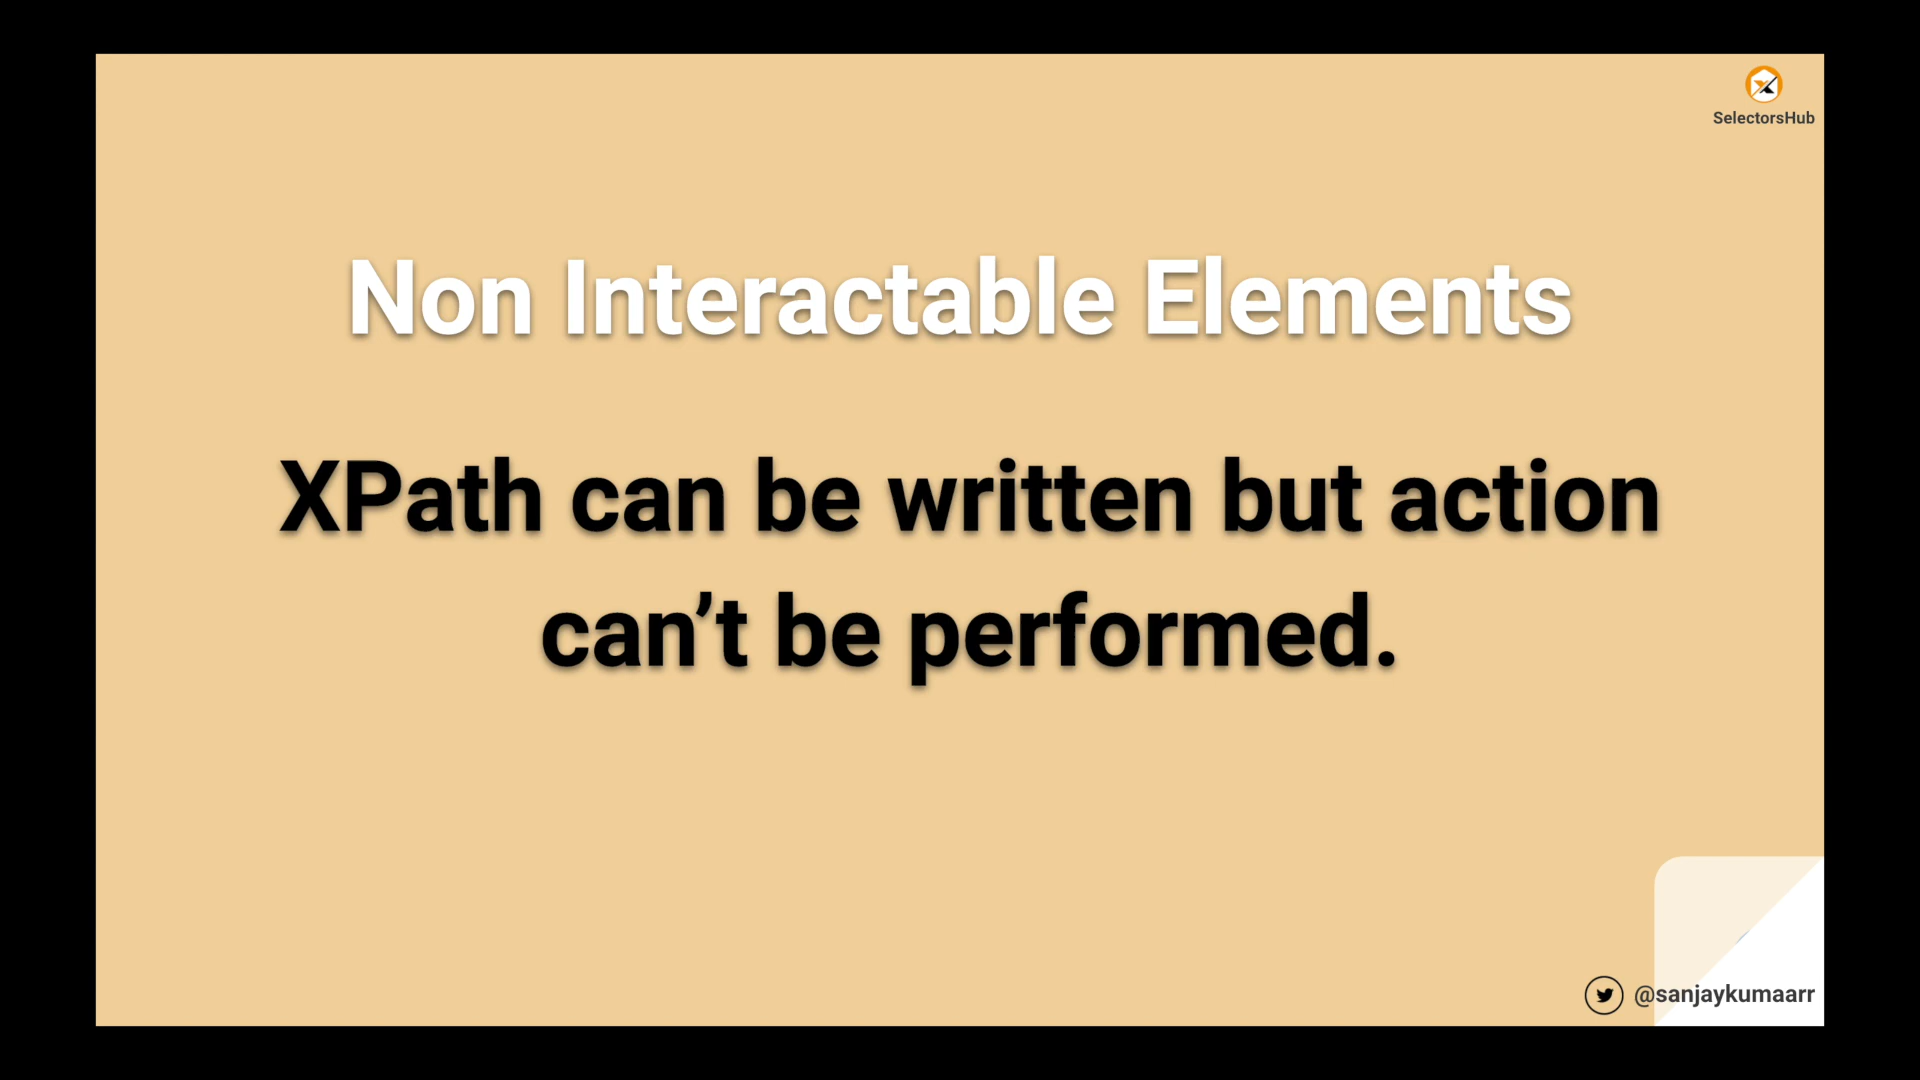 SelectorsHub
Non Interactable Elements
XPath can be written but action
can’t be performed.
@sanjaykumaarr